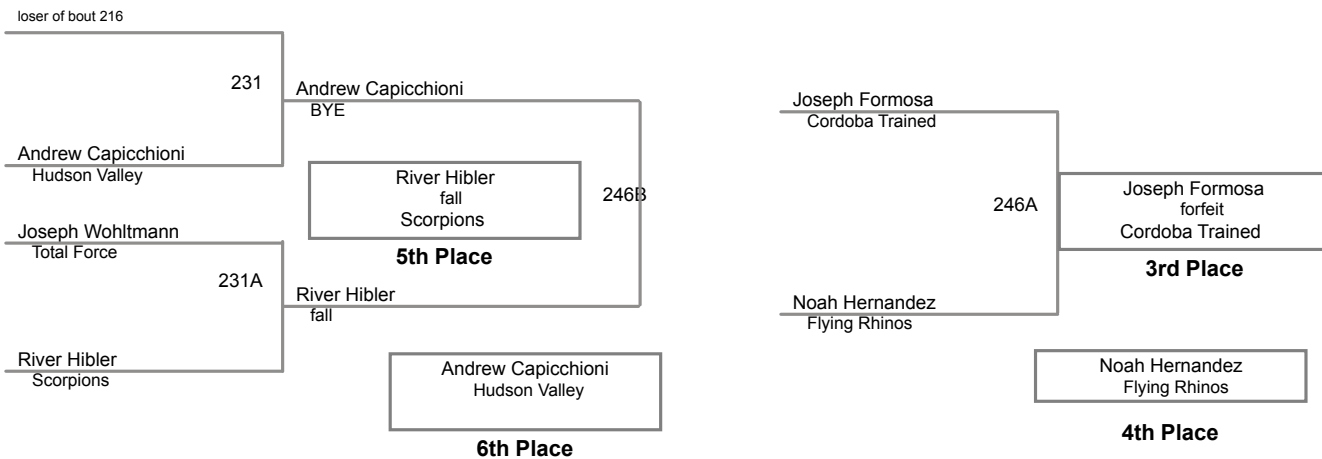 loser of bout 216
231
Andrew Capicchioni
BYE
Andrew Capicchioni
Hudson Valley
River Hibler
fall
Scorpions
5th Place
246B
Joseph Wohltmann
Total Force
231A
River Hibler
fall
River Hibler
Scorpions
Andrew Capicchioni
Hudson Valley
6th Place
Joseph Formosa
Cordoba Trained
246A
Joseph Formosa
forfeit
Cordoba Trained
3rd Place
Noah Hernandez
Flying Rhinos
Noah Hernandez
Flying Rhinos
4th Place